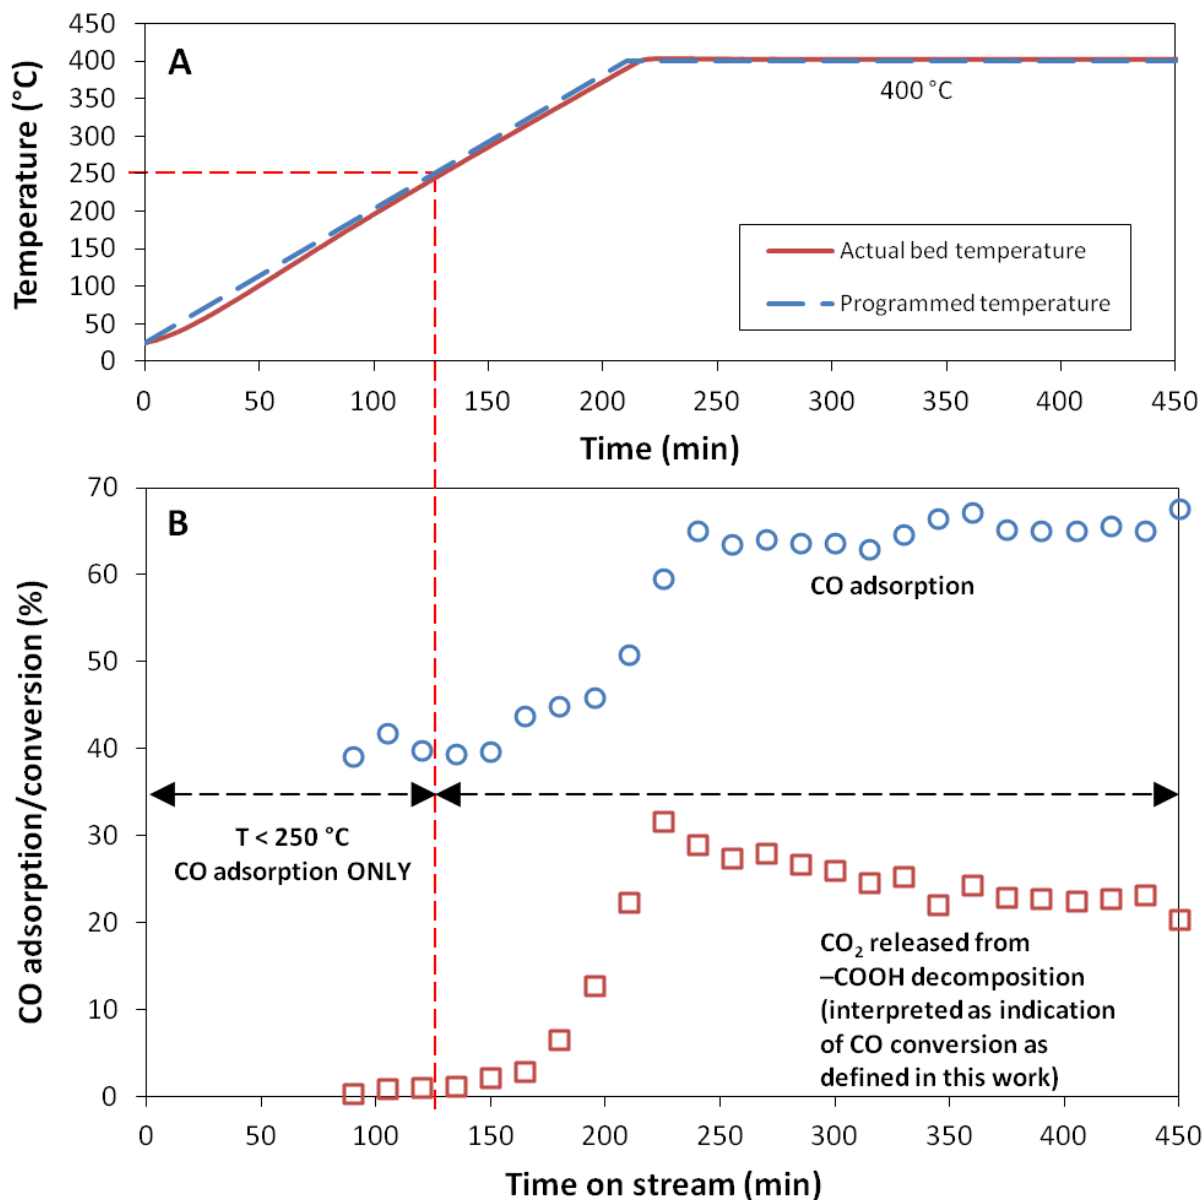 A
Temperature (°C)
450
400
350
300
250
200
150
100
50
0
400 °C
Actual bed temperature
Programmed temperature
0 50 100 150 200 250 300 350 400 450
Time (min)
B
CO adsorption/conversion (%)
70
60
50
40
30
20
10
0
CO adsorption
T < 250 °C
CO adsorption ONLY
CO₂ released from
–COOH decomposition
(interpreted as indication
of CO conversion as
defined in this work)
0 50 100 150 200 250 300 350 400 450
Time on stream (min)